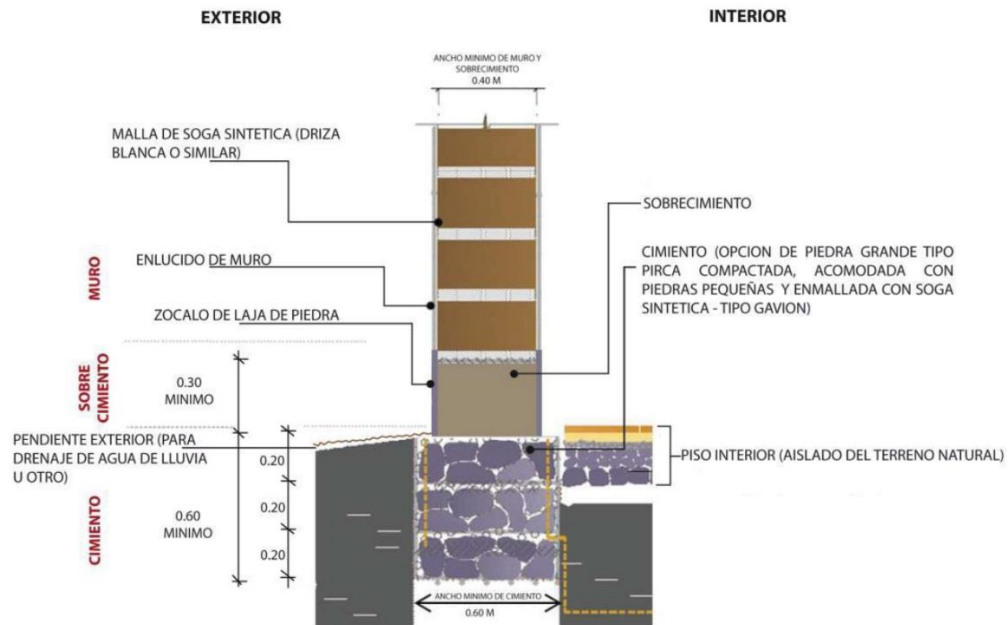 EXTERIOR
INTERIOR
ANCHO MINIMO DE MURO Y
SOBRECIMIENTO
0.40 M
MALLA DE SOGA SINTETICA (DRIZA
BLANCA O SIMILAR)
SOBRECIMIENTO
CIMIENTO (OPCION DE PIEDRA GRANDE TIPO
PIRCA COMPACTADA, ACOMODADA CON
PIEDRAS PEQUEÑAS Y ENMALLADA CON SOGA
SINTETICA - TIPO GAVION)
MURO
ENLUCIDO DE MURO
ZOCALO DE LAJA DE PIEDRA
SOBRE
CIMIENTO
0.30
MINIMO
PENDIENTE EXTERIOR (PARA
DRENAJE DE AGUA DE LLUVIA
U OTRO)
0.20
PISO INTERIOR (AISLADO DEL TERRENO NATURAL)
CIMIENTO
0.60
MINIMO
0.20
0.20
ANCHO MINIMO DE CIMIENTO
0.60 M